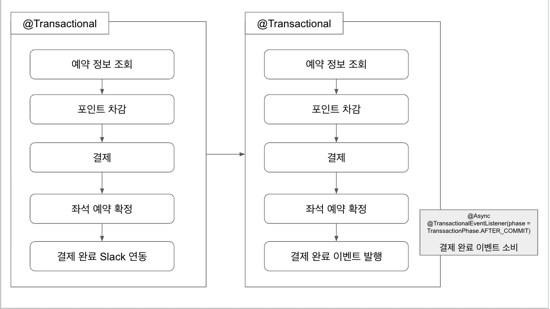 @Transactional
예약 정보 조회
포인트 차감
결제
좌석 예약 확정
결제 완료 Slack 연동
@Transactional
예약 정보 조회
포인트 차감
결제
좌석 예약 확정
결제 완료 이벤트 발행
@Async
@TransactionalEventListener(phase =
TranssactionPhase.AFTER_COMMIT)
결제 완료 이벤트 소비